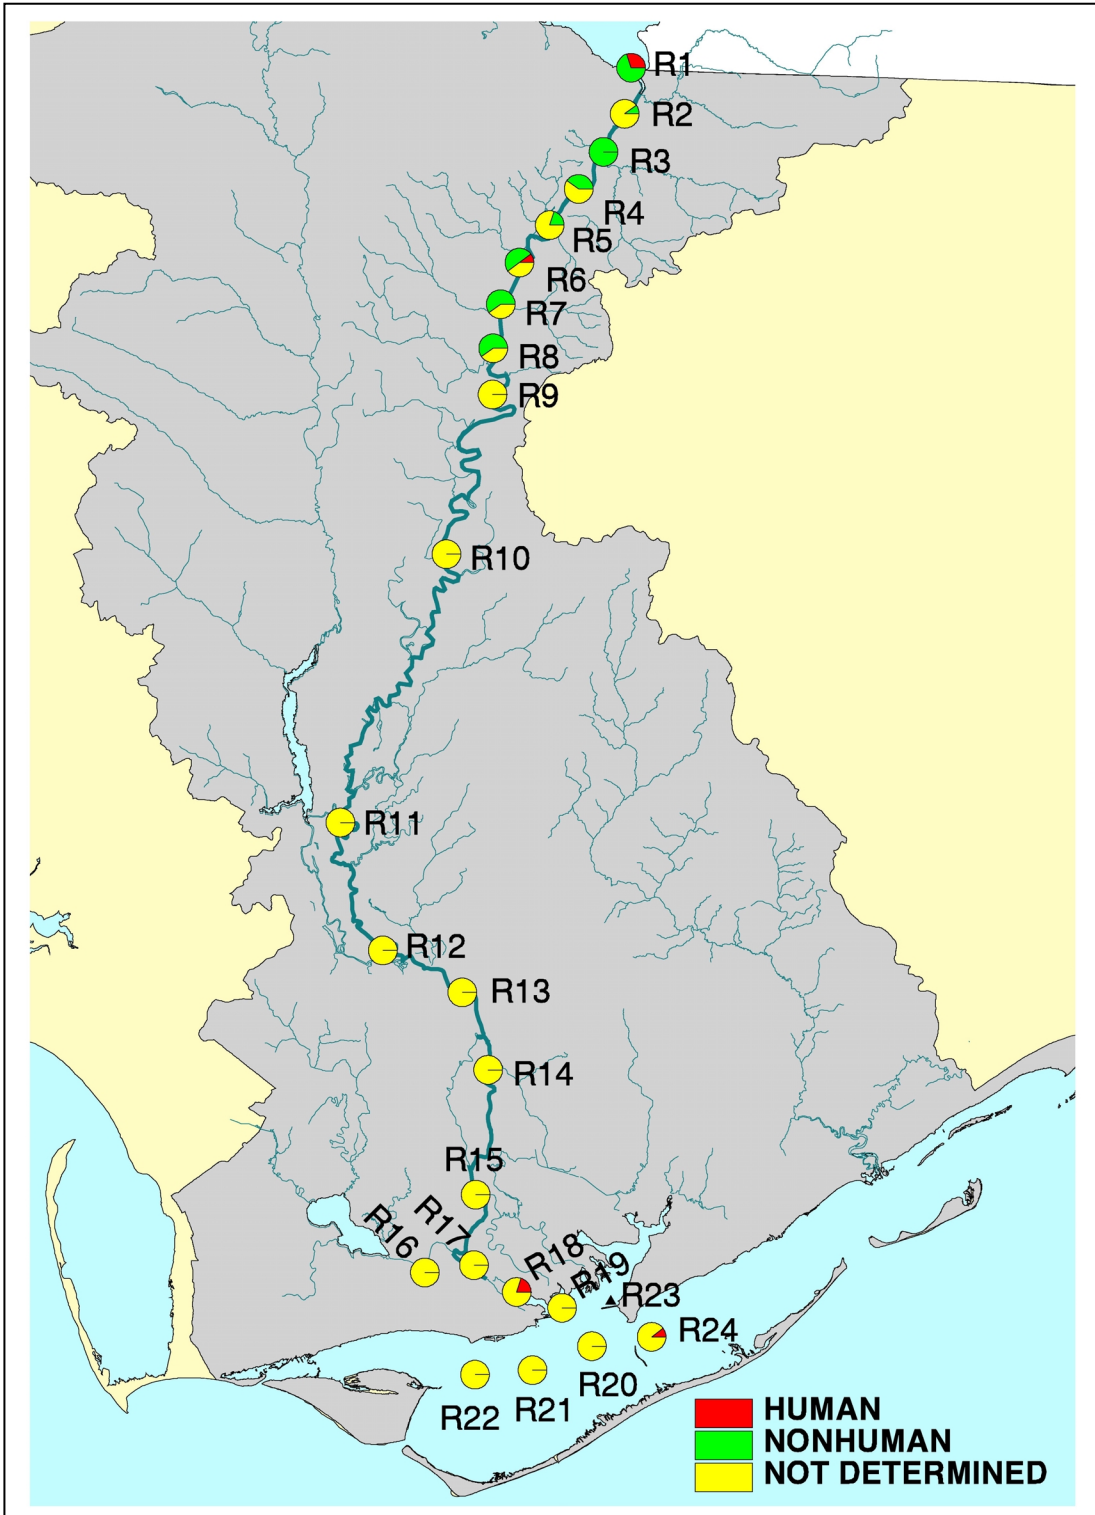 R1
R2
R3
R4
R5
R6
R7
R8
R9
R10
R11
R12
R13
R14
R15
R16
R17
R18
R19
R23
R24
R20
R21
R22
HUMAN
NONHUMAN
NOT DETERMINED